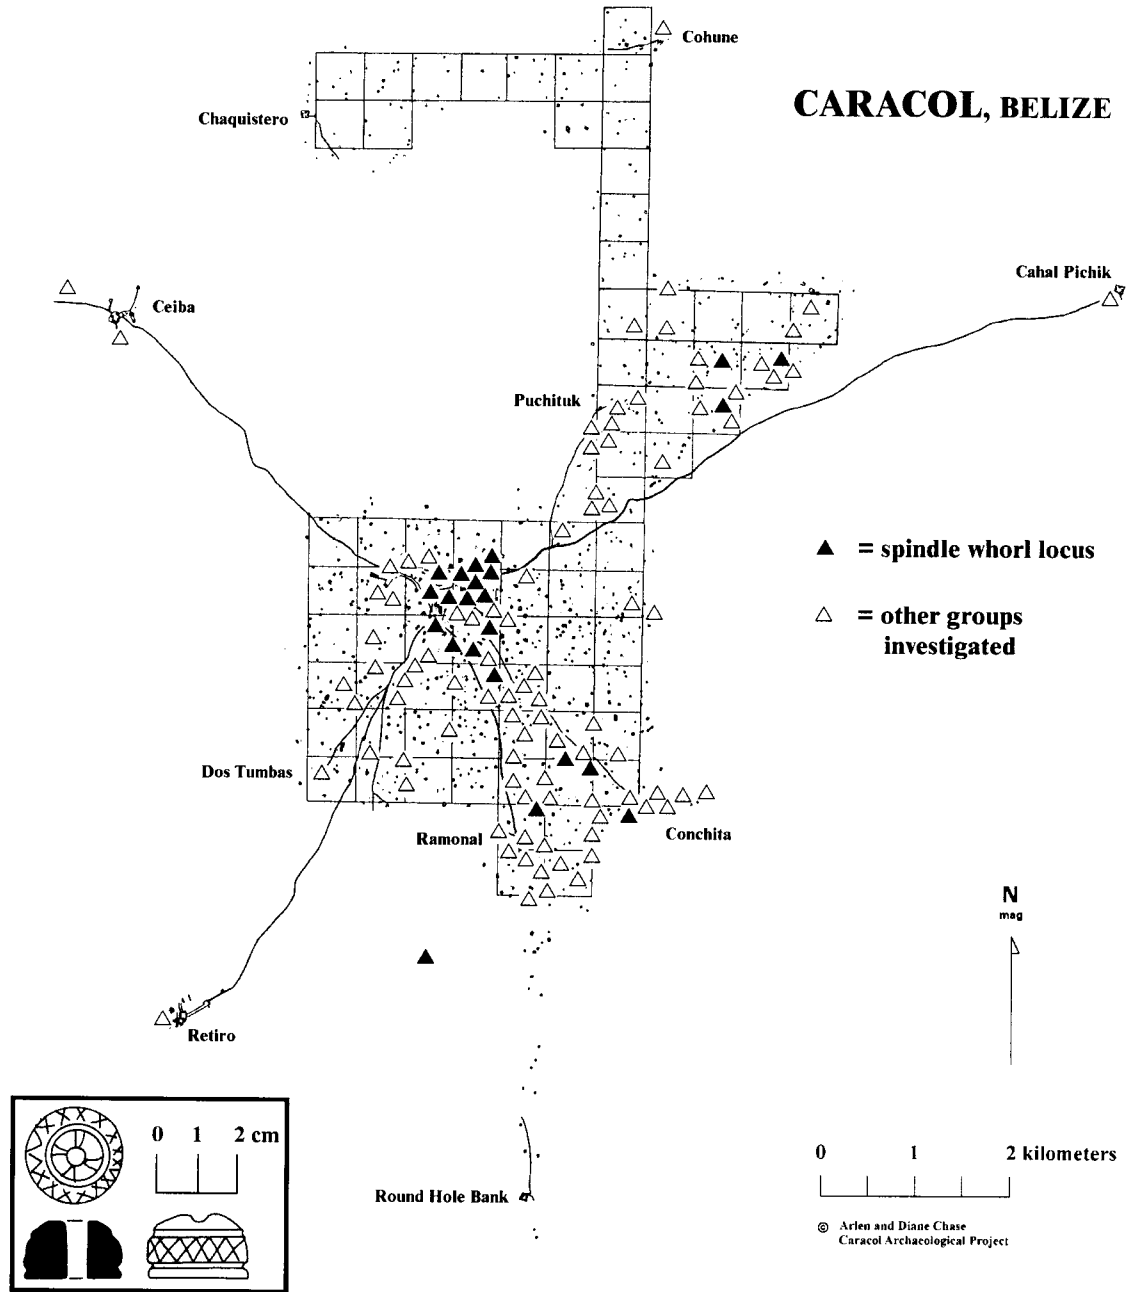 Cohune
CARACOL, BELIZE
Chaquistero
Cahal Pichik
Ceiba
Puchituk
▲ = spindle whorl locus
△ = other groups
investigated
Dos Tumbas
Ramonal
Conchita
N
mag
Retiro
0 1 2 cm
0 1 2 kilometers
Round Hole Bank
© Arlen and Diane Chase
Caracol Archaeological Project